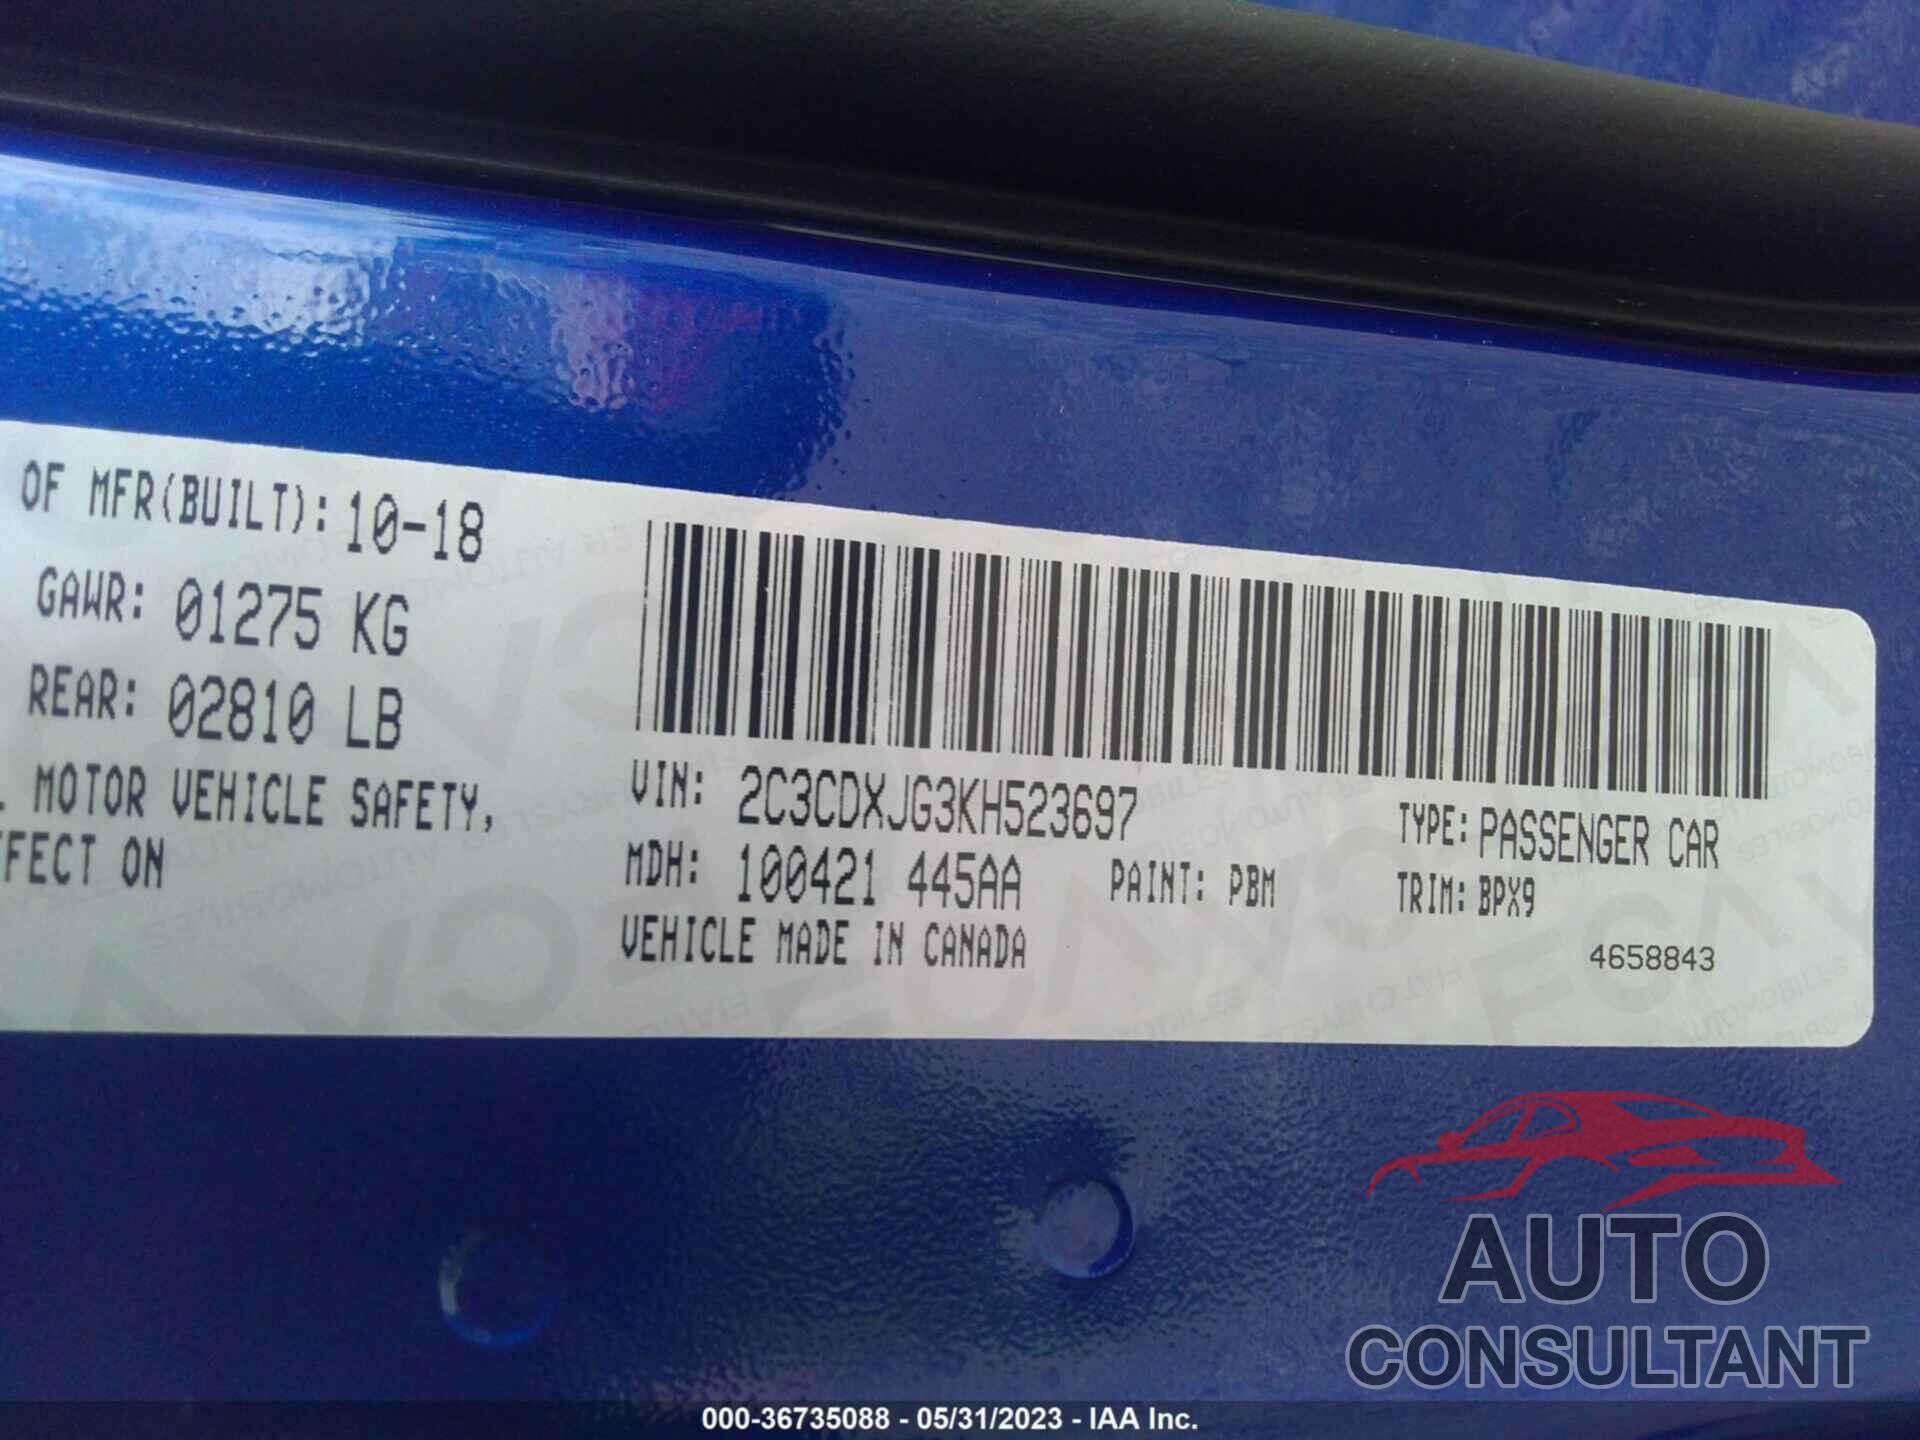 OF MFR(BUILT): 10-18
GAWR: 01275 KG
REAR: 02810 LB
MOTOR VEHICLE SAFETY,
FFECT ON
VIN: 2C3CDXJG3KH523697
TYPE: PASSENGER CAR
MDH: 100421 445AA PAINT: PBM
TRIM: BPX9
VEHICLE MADE IN CANADA
4658843
AUTO
CONSULTANT
000-36735088 - 05/31/2023 - IAA Inc.